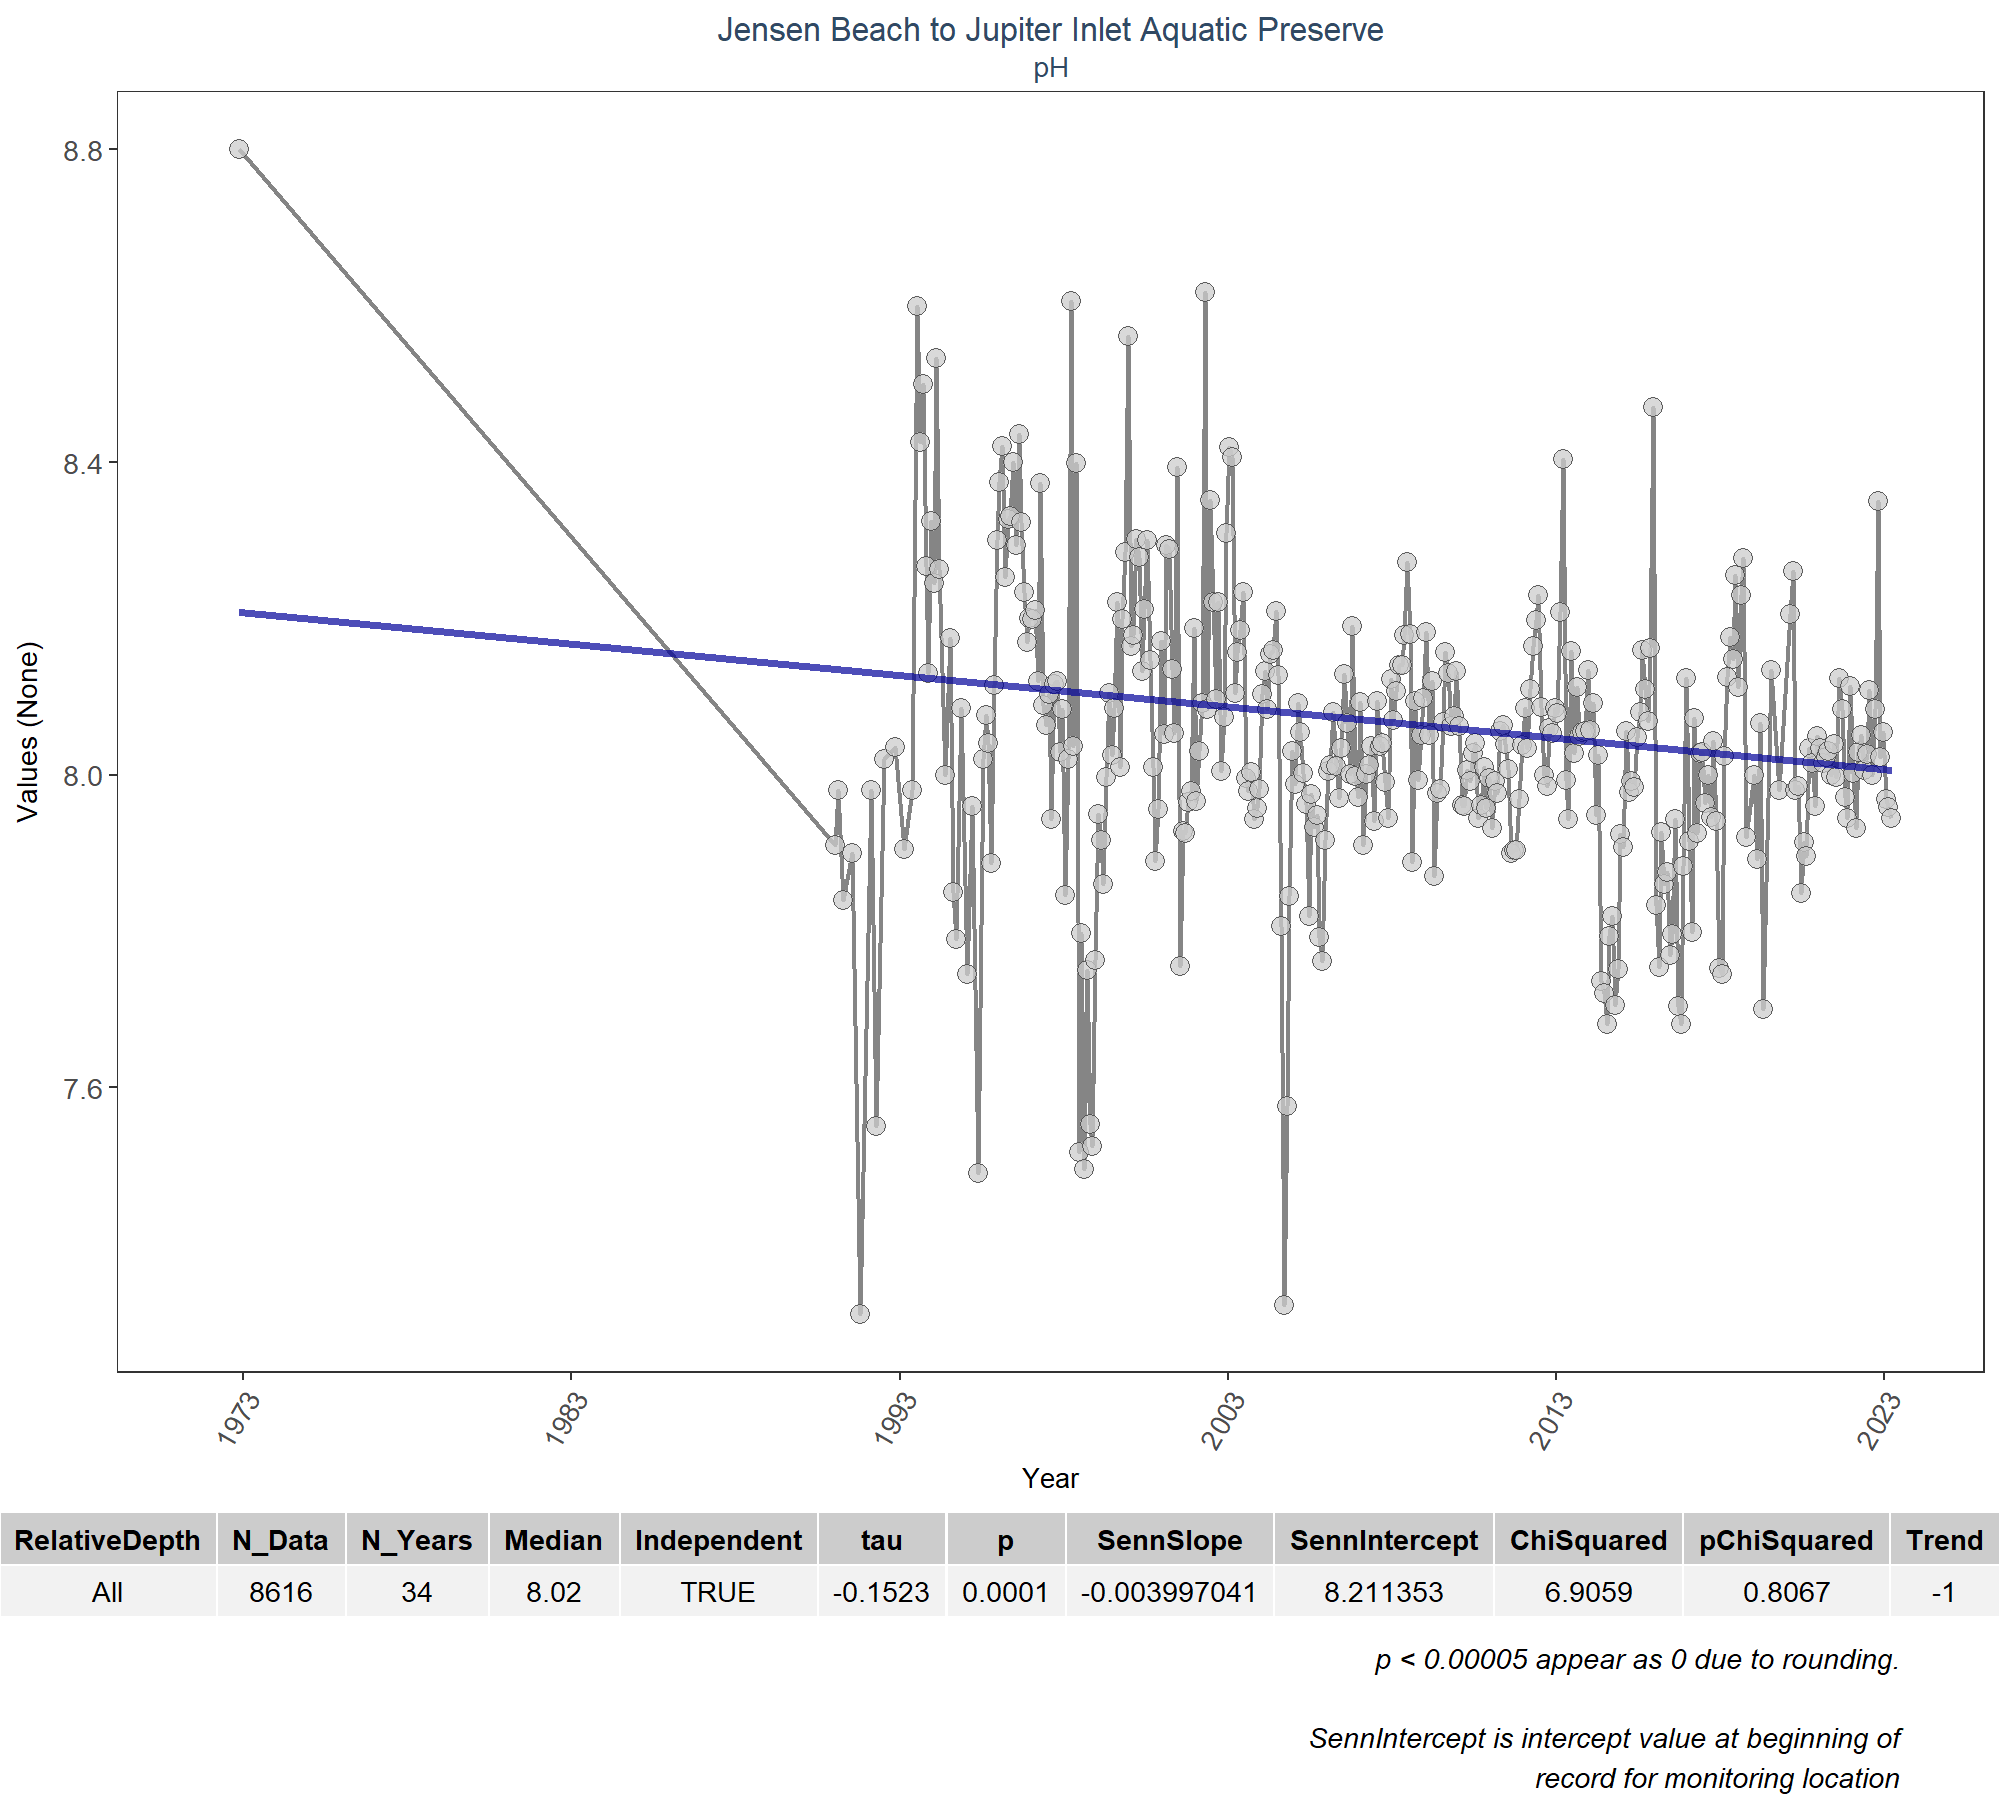 Jensen Beach to Jupiter Inlet Aquatic Preserve
pH
Values (None)
8.8
8.4
8.0
7.6
1973
1983
1993
2003
2013
2023
Year
RelativeDepth N_Data N_Years Median Independent tau p SennSlope SennIntercept ChiSquared pChiSquared Trend
All 8616 34 8.02 TRUE -0.1523 0.0001 -0.003997041 8.211353 6.9059 0.8067 -1
p < 0.00005 appear as 0 due to rounding.
SennIntercept is intercept value at beginning of
record for monitoring location